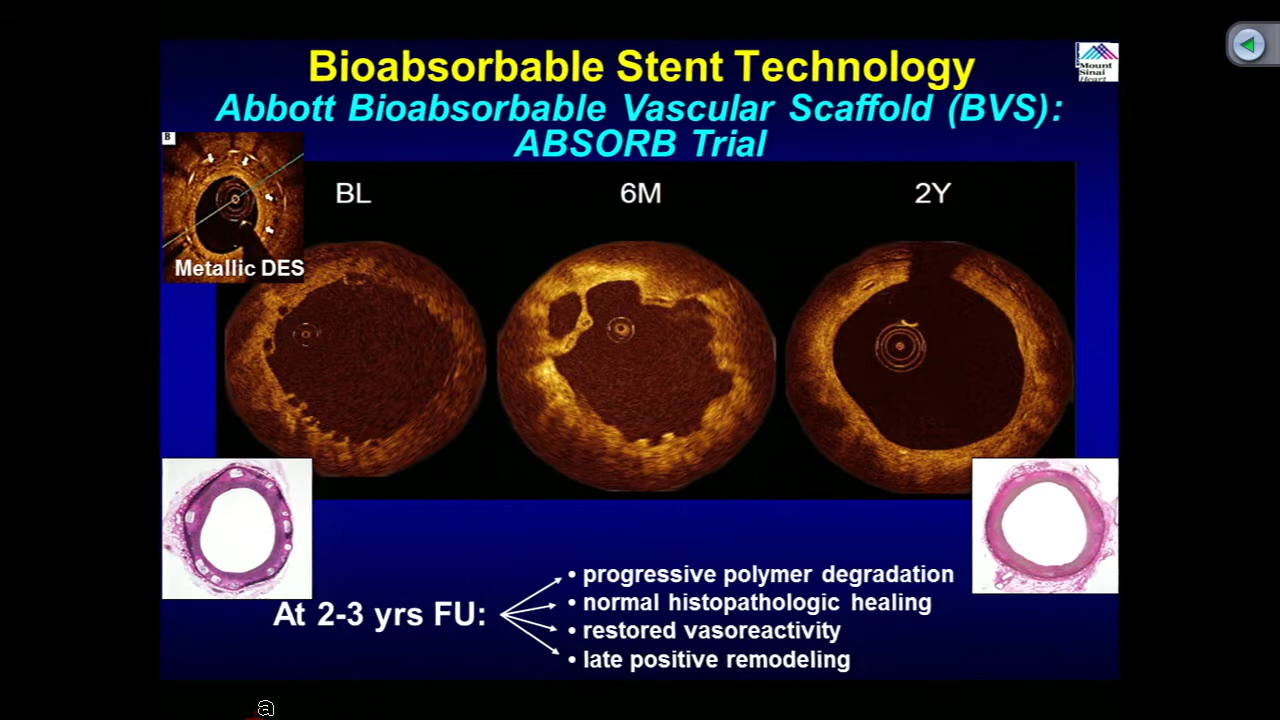 Bioabsorbable Stent Technology
Mount
Sinai
Heart
Abbott Bioabsorbable Vascular Scaffold (BVS):
ABSORB Trial
B
BL
6M
2Y
Metallic DES
At 2-3 yrs FU:
• progressive polymer degradation
• normal histopathologic healing
• restored vasoreactivity
• late positive remodeling
a